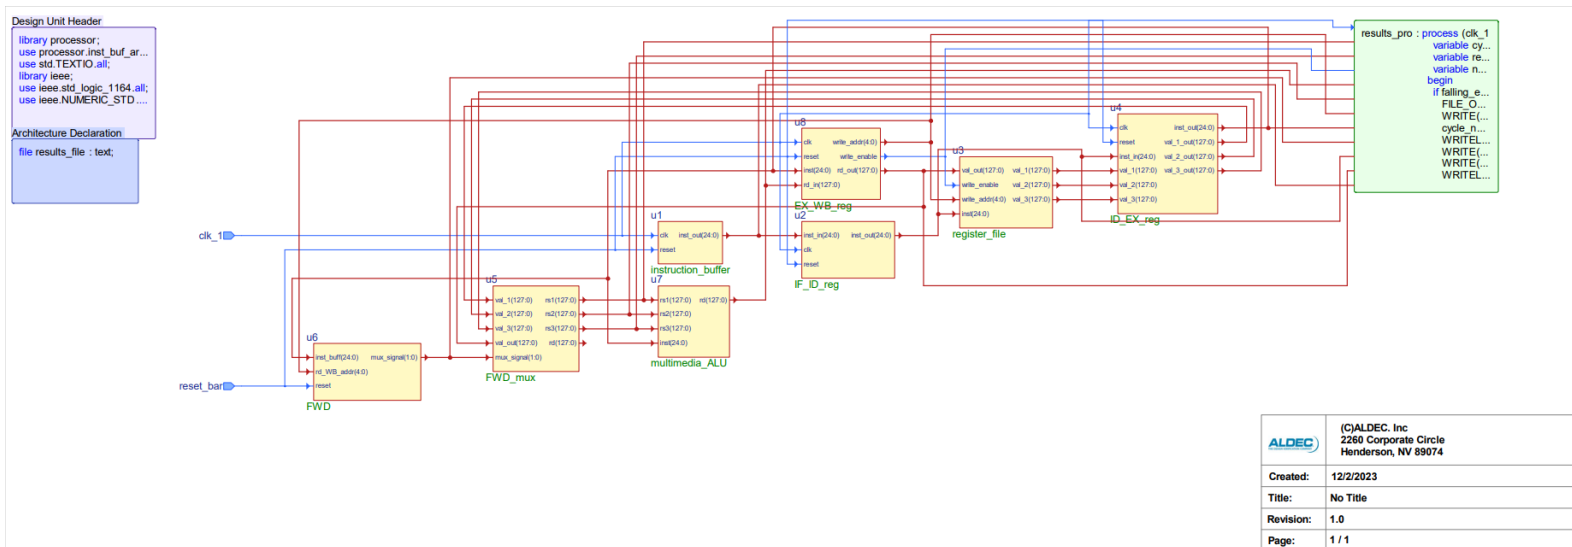 Design Unit Header
library processor;
use processor.inst_buf_ar...
use std.TEXTIO.all;
library ieee;
use ieee.std_logic_1164.all;
use ieee.NUMERIC_STD ....
Architecture Declaration
file results_file : text;
clk_1
reset_bar
u6
inst_buff(24:0) mux_signal(1:0)
rd_WB_addr(4:0)
reset
FWD
u5
val_1(127:0) rs1(127:0)
val_2(127:0) rs2(127:0)
val_3(127:0) rs3(127:0)
val_out(127:0) rd(127:0)
mux_signal(1:0)
FWD_mux
u1
clk inst_out(24:0)
reset
instruction_buffer
u7
rs1(127:0) rd(127:0)
rs2(127:0)
rs3(127:0)
inst(24:0)
multimedia_ALU
u8
clk write_addr(4:0)
reset write_enable
inst(24:0) rd_out(127:0)
rd_in(127:0)
EX_WB_reg
u2
inst_in(24:0) inst_out(24:0)
clk
reset
IF_ID_reg
u3
val_out(127:0) val_1(127:0)
write_enable val_2(127:0)
write_addr(4:0) val_3(127:0)
inst(24:0)
register_file
u4
clk inst_out(24:0)
reset val_1_out(127:0)
inst_in(24:0) val_2_out(127:0)
val_1(127:0) val_3_out(127:0)
val_2(127:0)
val_3(127:0)
ID_EX_reg
results_pro : process (clk_1
variable cy...
variable re...
variable n...
begin
if falling_e...
FILE_O...
WRITE(...
cycle_n...
WRITEL...
WRITE(...
WRITE(...
WRITEL...
ALDEC
(C)ALDEC. Inc
2260 Corporate Circle
Henderson, NV 89074
Created: 12/2/2023
Title: No Title
Revision: 1.0
Page: 1 / 1